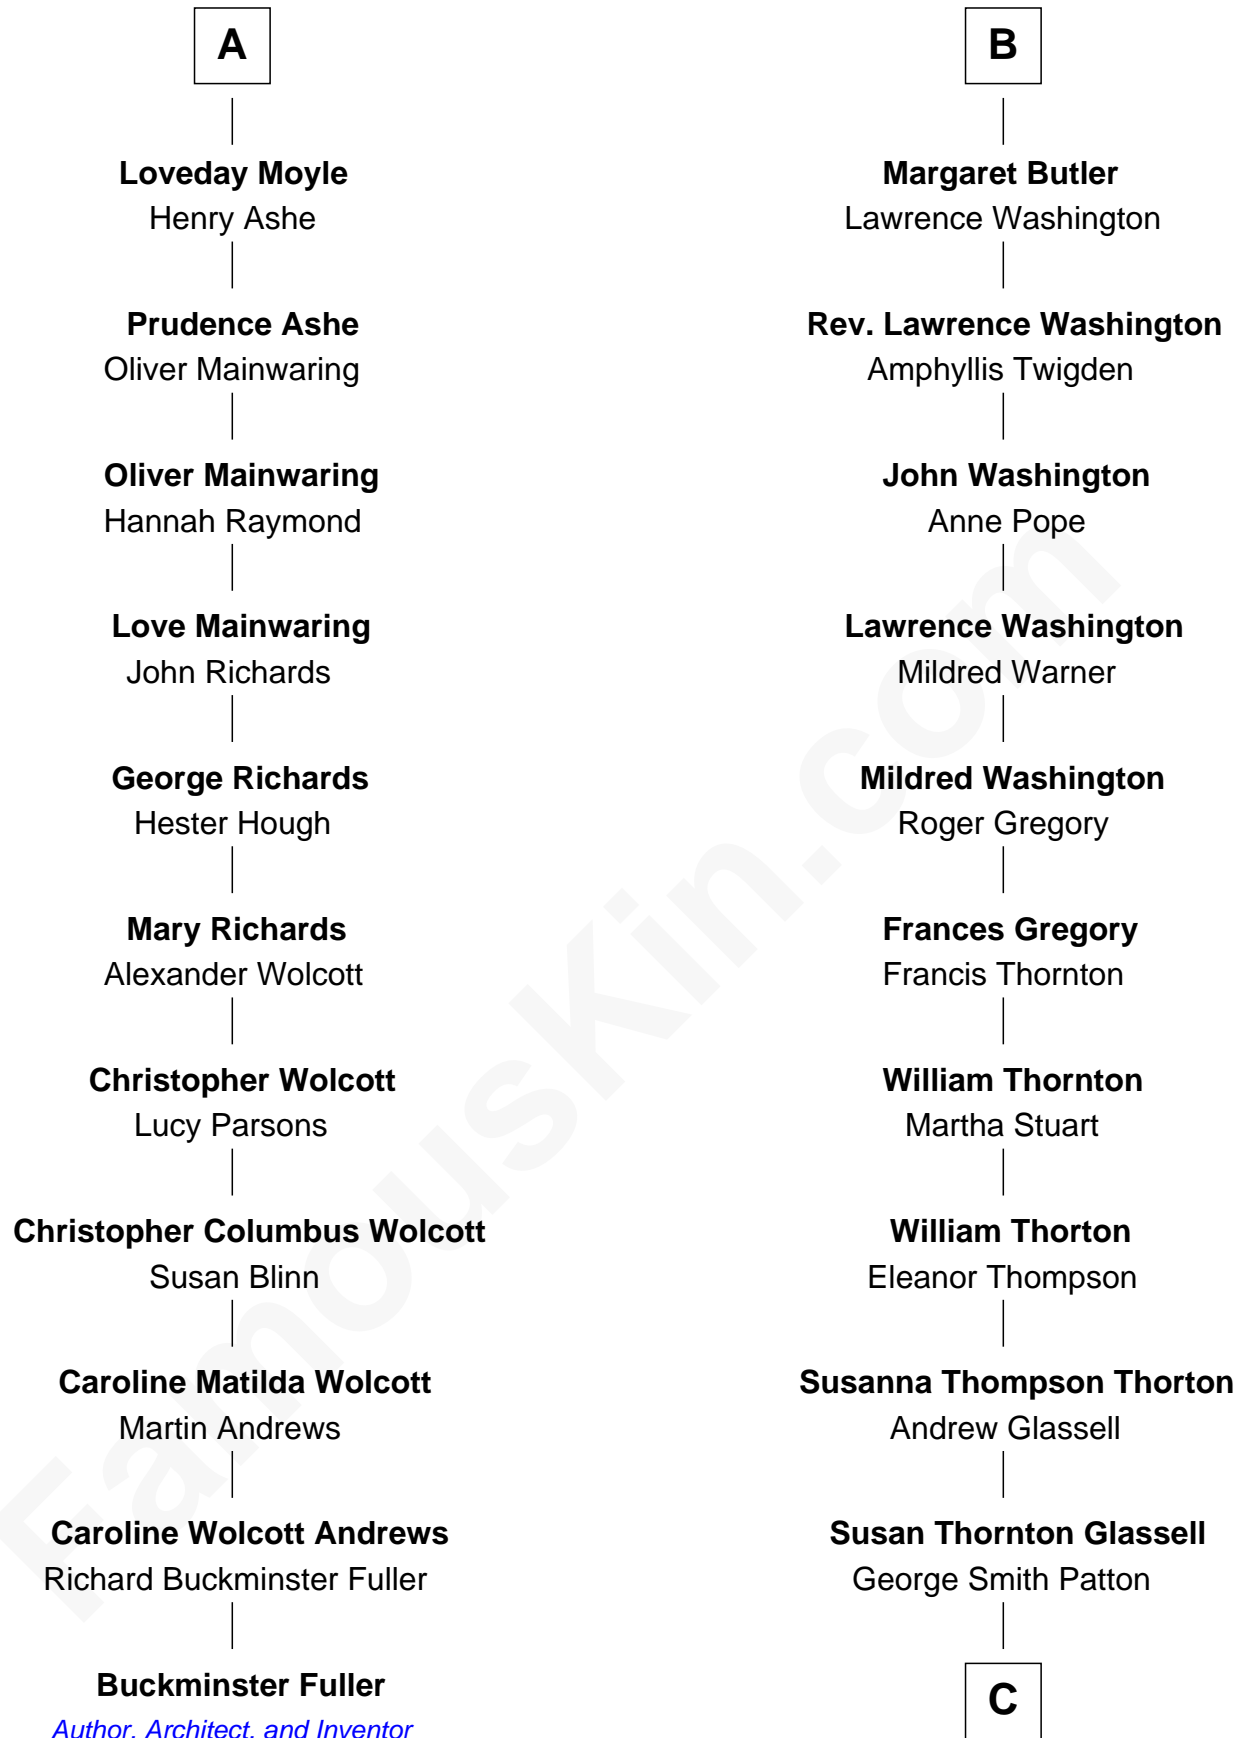 A
Loveday Moyle
Henry Ashe
Prudence Ashe
Oliver Mainwaring
Oliver Mainwaring
Hannah Raymond
Love Mainwaring
John Richards
George Richards
Hester Hough
Mary Richards
Alexander Wolcott
Christopher Wolcott
Lucy Parsons
Christopher Columbus Wolcott
Susan Blinn
Caroline Matilda Wolcott
Martin Andrews
Caroline Wolcott Andrews
Richard Buckminster Fuller
Buckminster Fuller
Author, Architect, and Inventor
B
Margaret Butler
Lawrence Washington
Rev. Lawrence Washington
Amphyllis Twigden
John Washington
Anne Pope
Lawrence Washington
Mildred Warner
Mildred Washington
Roger Gregory
Frances Gregory
Francis Thornton
William Thornton
Martha Stuart
William Thorton
Eleanor Thompson
Susanna Thompson Thorton
Andrew Glassell
Susan Thornton Glassell
George Smith Patton
C
FamousKin.com